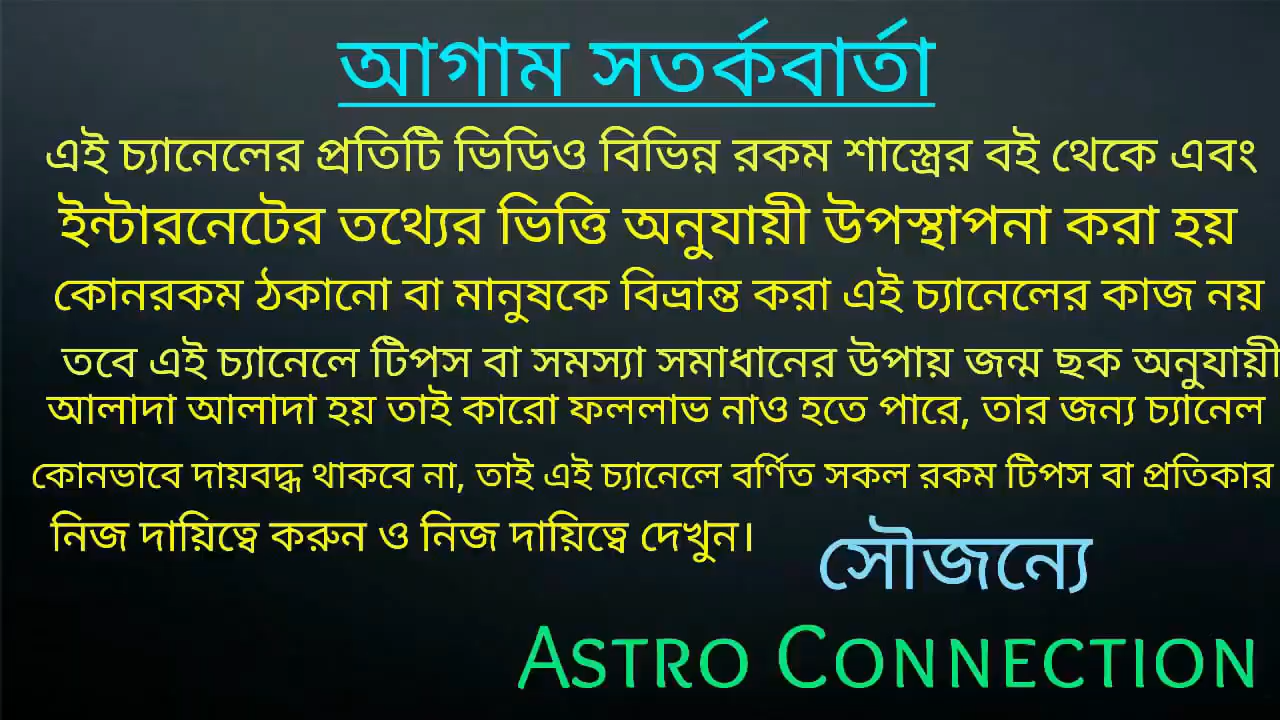 আগাম সতর্কবার্তা
এই চ্যানেলের প্রতিটি ভিডিও বিভিন্ন রকম শাস্ত্রের বই থেকে এবং
ইন্টারনেটের তথ্যের ভিত্তি অনুযায়ী উপস্থাপনা করা হয়
কোনরকম ঠকানো বা মানুষকে বিভ্রান্ত করা এই চ্যানেলের কাজ নয়
তবে এই চ্যানেলে টিপস বা সমস্যা সমাধানের উপায় জন্ম ছক অনুযায়ী
আলাদা আলাদা হয় তাই কারো ফললাভ নাও হতে পারে, তার জন্য চ্যানেল
কোনভাবে দায়বদ্ধ থাকবে না, তাই এই চ্যানেলে বর্ণিত সকল রকম টিপস বা প্রতিকার
নিজ দায়িত্বে করুন ও নিজ দায়িত্বে দেখুন।
সৌজন্যে
ASTRO CONNECTION